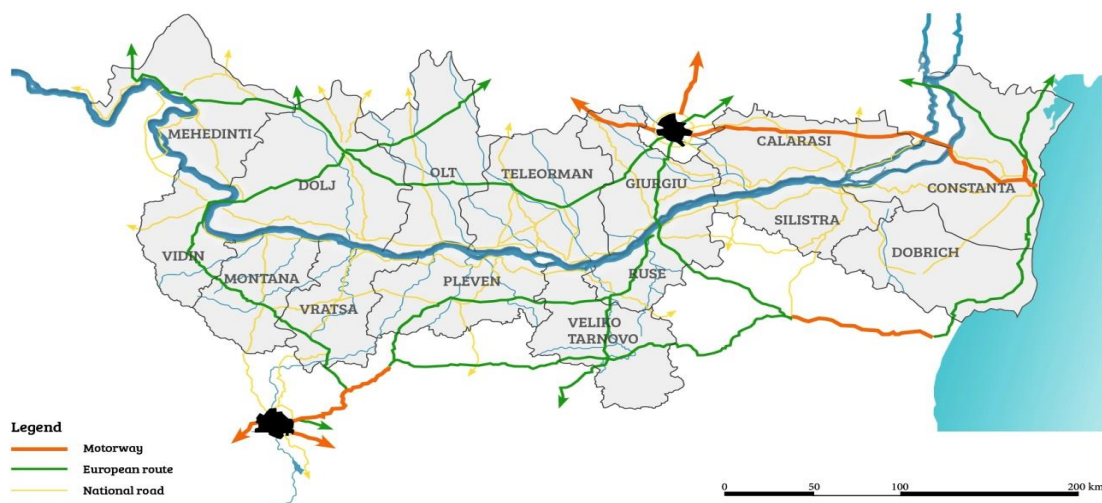 MEHEDINTI
DOLJ
OLT
TELEORMAN
GIURGIU
CALARASI
CONSTANTA
SILISTRA
DOBRICH
VIDIN
MONTANA
VRATSA
PLEVEN
RUSE
VELIKO
TARNOVO
Legend
Motorway
European route
National road
0 50 100 200 km